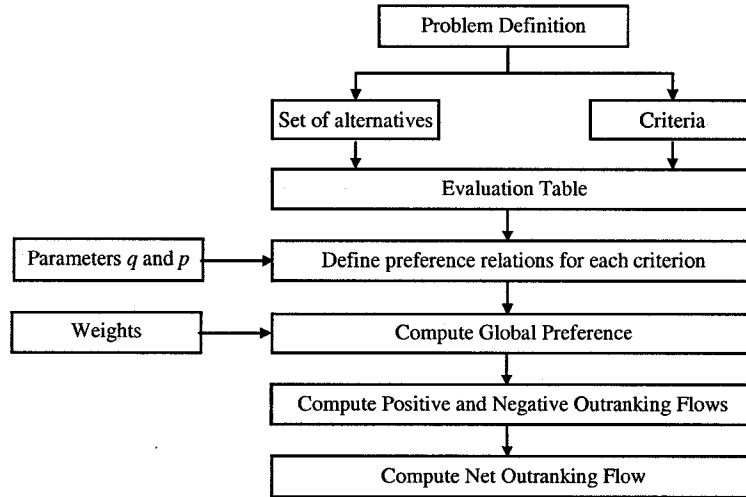 Problem Definition
Set of alternatives
Criteria
Evaluation Table
Parameters q and p
Define preference relations for each criterion
Weights
Compute Global Preference
Compute Positive and Negative Outranking Flows
Compute Net Outranking Flow